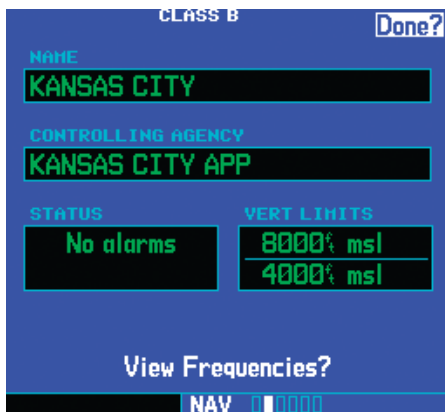 CLASS B
Done?
NAME
KANSAS CITY
CONTROLLING AGENCY
KANSAS CITY APP
STATUS
VERT LIMITS
No alarms
8000ft msl
4000ft msl
View Frequencies?
NAV